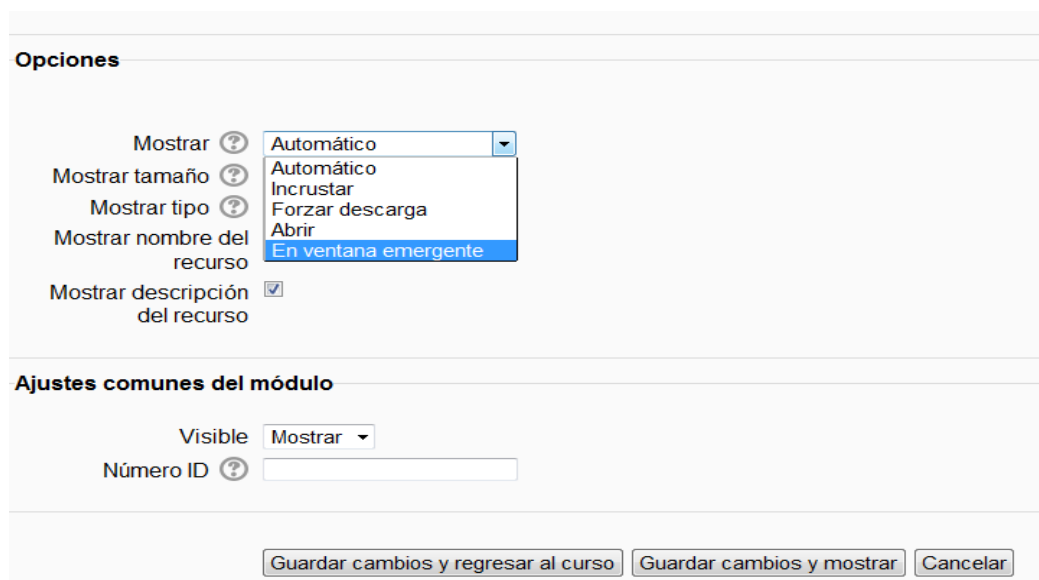 Opciones
Mostrar ? Automático
Automático
Mostrar tamaño ?
Incrustar
Mostrar tipo ? Forzar descarga
Abrir
Mostrar nombre del
recurso
En ventana emergente
Mostrar descripción
del recurso
Ajustes comunes del módulo
Visible Mostrar
Número ID ?
Guardar cambios y regresar al curso Guardar cambios y mostrar Cancelar